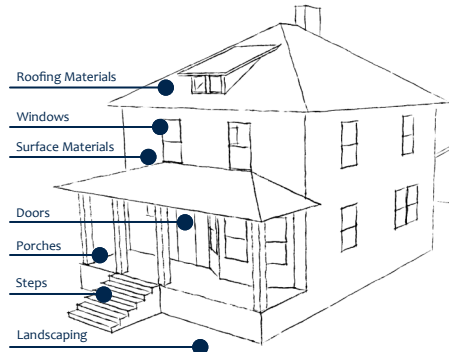 Roofing Materials
Windows
Surface Materials
Doors
Porches
Steps
Landscaping